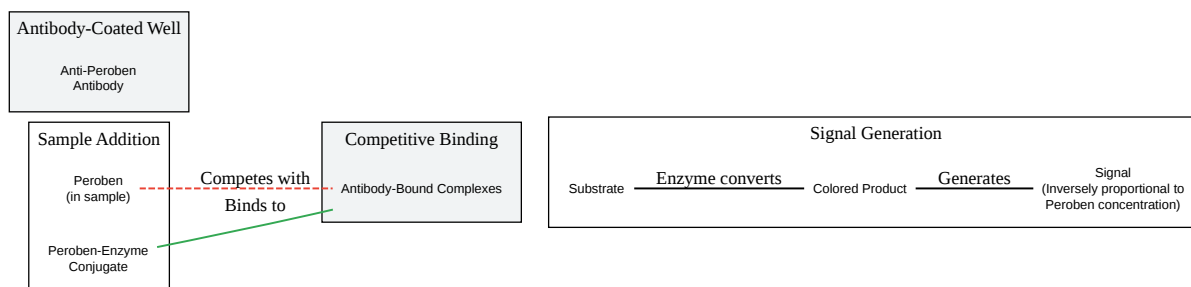 Antibody-Coated Well
Anti-Peroben
Antibody
Sample Addition
Peroben
(in sample)
Peroben-Enzyme
Conjugate
Competes with
Binds to
Competitive Binding
Antibody-Bound Complexes
Signal Generation
Substrate
Enzyme converts
Colored Product
Generates
Signal
(Inversely proportional to
Peroben concentration)